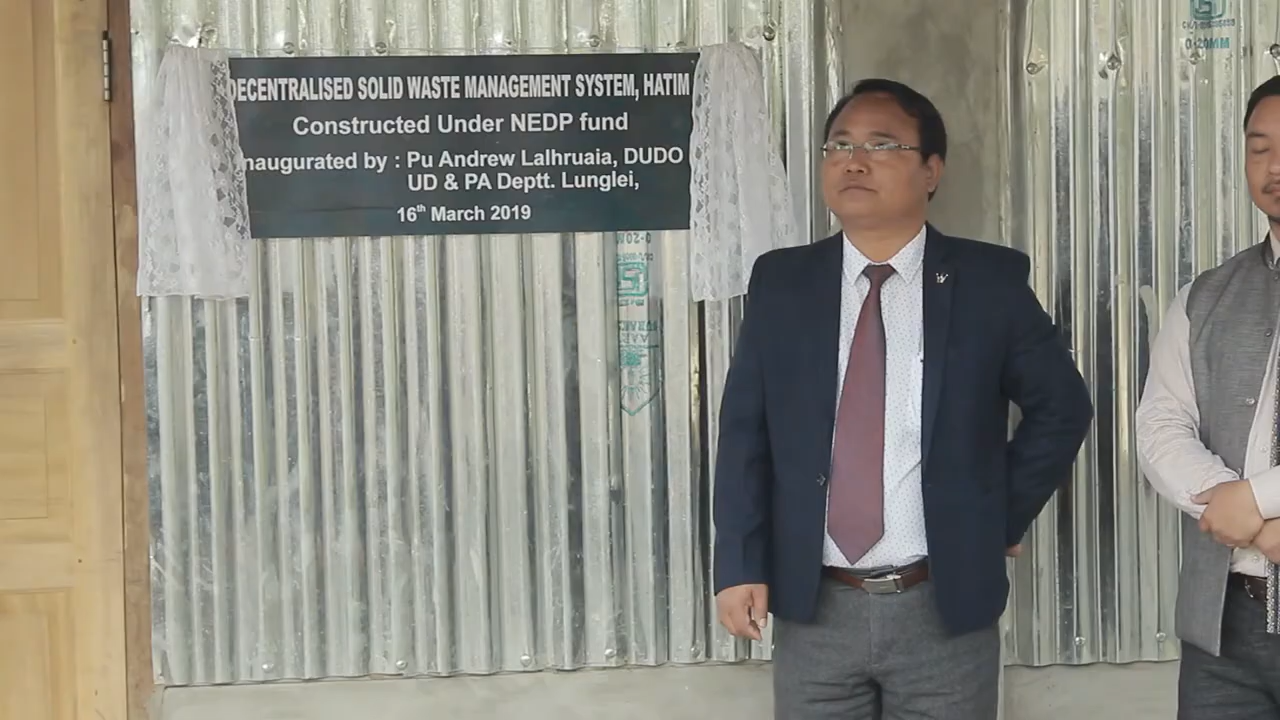 DECENTRALISED SOLID WASTE MANAGEMENT SYSTEM, HATIM
Constructed Under NEDP fund
naugurated by : Pu Andrew Lalhruaia, DUDO
UD & PA Deptt. Lunglei,
16th March 2019